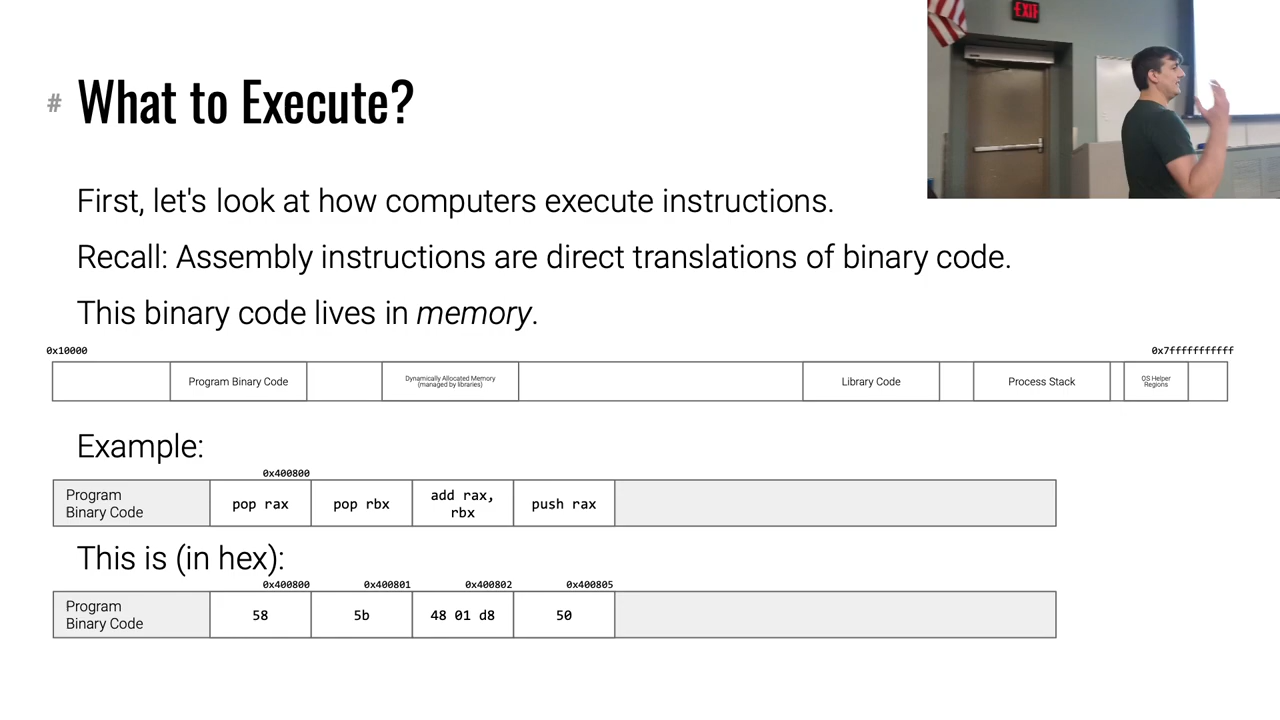 EXIT
# What to Execute?
First, let's look at how computers execute instructions.
Recall: Assembly instructions are direct translations of binary code.
This binary code lives in memory.
0x10000 0x7fffffffffff
Program Binary Code
Dynamically Allocated Memory
(managed by libraries)
Library Code
Process Stack
OS Helper
Regions
Example:
0x400800
Program
Binary Code
pop rax
pop rbx
add rax,
rbx
push rax
This is (in hex):
0x400800 0x400801 0x400802 0x400805
Program
Binary Code
58
5b
48 01 d8
50